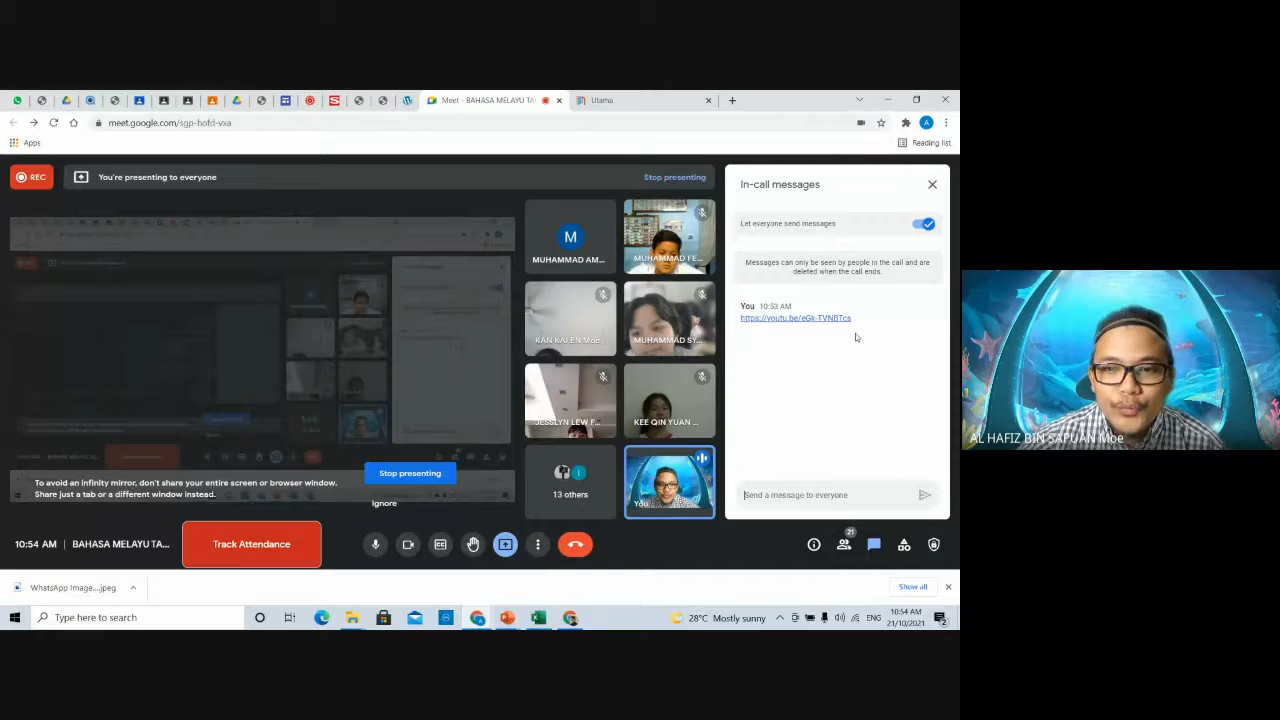 Meet - BAHASA MELAYU TA
Utama
meet.google.com/sgp-hofd-vxa
Apps
Reading list
REC
You're presenting to everyone
Stop presenting
In-call messages
Let everyone send messages
Messages can only be seen by people in the call and are
deleted when the call ends.
You 10:53 AM
https://youtu.be/eGk-TVNBTcs
M
MUHAMMAD AM...
MUHAMMAD FE...
KAN KAI EN Moe
MUHAMMAD SY...
JESSLYN LEW F...
KEE QIN YUAN ...
13 others
You
To avoid an infinity mirror, don't share your entire screen or browser window.
Share just a tab or a different window instead.
Stop presenting
Ignore
Send a message to everyone
AL HAFIZ BIN SAPUAN Moe
10:54 AM | BAHASA MELAYU TA...
Track Attendance
21
WhatsApp Image....jpeg
Show all
Type here to search
28°C Mostly sunny
ENG
10:54 AM
21/10/2021
2